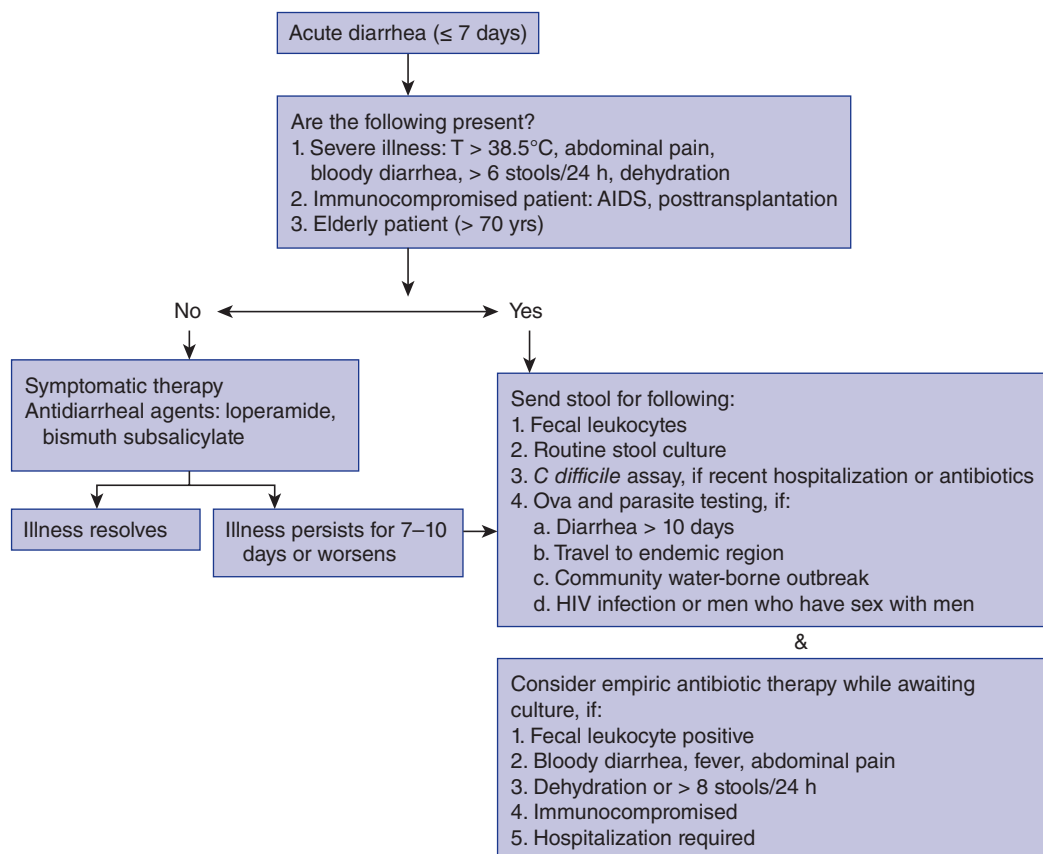 Acute diarrhea (≤ 7 days)
Are the following present?
1. Severe illness: T > 38.5°C, abdominal pain,
bloody diarrhea, > 6 stools/24 h, dehydration
2. Immunocompromised patient: AIDS, posttransplantation
3. Elderly patient (> 70 yrs)
No
Yes
Symptomatic therapy
Antidiarrheal agents: loperamide,
bismuth subsalicylate
Illness resolves
Illness persists for 7–10
days or worsens
Send stool for following:
1. Fecal leukocytes
2. Routine stool culture
3. C difficile assay, if recent hospitalization or antibiotics
4. Ova and parasite testing, if:
a. Diarrhea > 10 days
b. Travel to endemic region
c. Community water-borne outbreak
d. HIV infection or men who have sex with men
&
Consider empiric antibiotic therapy while awaiting
culture, if:
1. Fecal leukocyte positive
2. Bloody diarrhea, fever, abdominal pain
3. Dehydration or > 8 stools/24 h
4. Immunocompromised
5. Hospitalization required